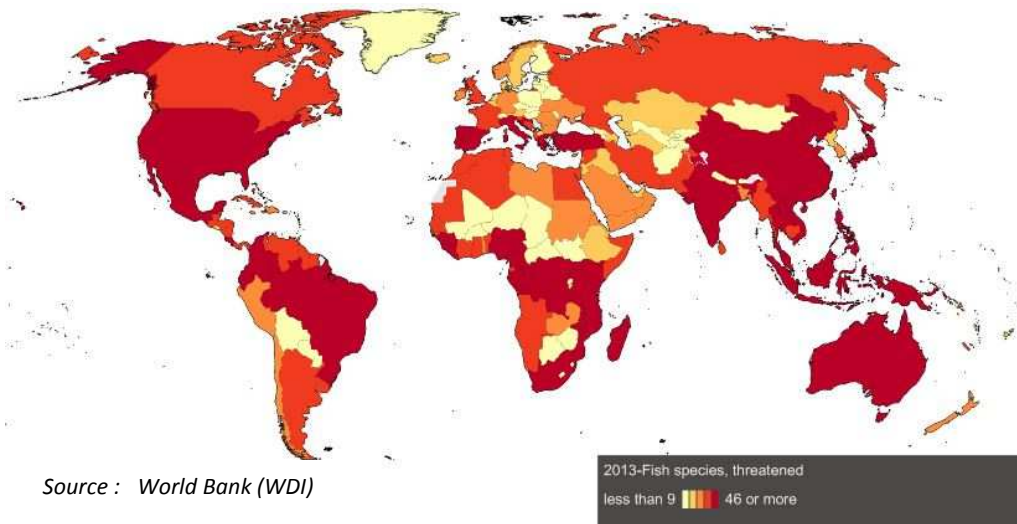 Source : World Bank (WDI)
2013-Fish species, threatened
less than 9 46 or more